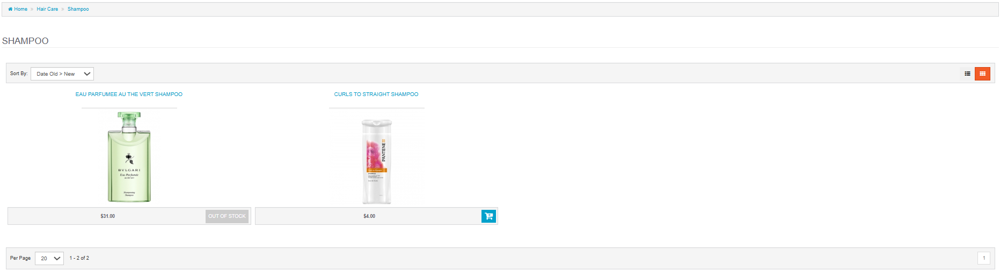 Home » Hair Care » Shampoo
SHAMPOO
Sort By: Date Old > New
EAU PARFUMEE AU THE VERT SHAMPOO
CURLS TO STRAIGHT SHAMPOO
BVLGARI
Eau Parfumée
au thé vert
Shampooing
Shampoo
PANTENE
SHAMPOO
$31.00
OUT OF STOCK
$4.00
Per Page 20 1 - 2 of 2
1